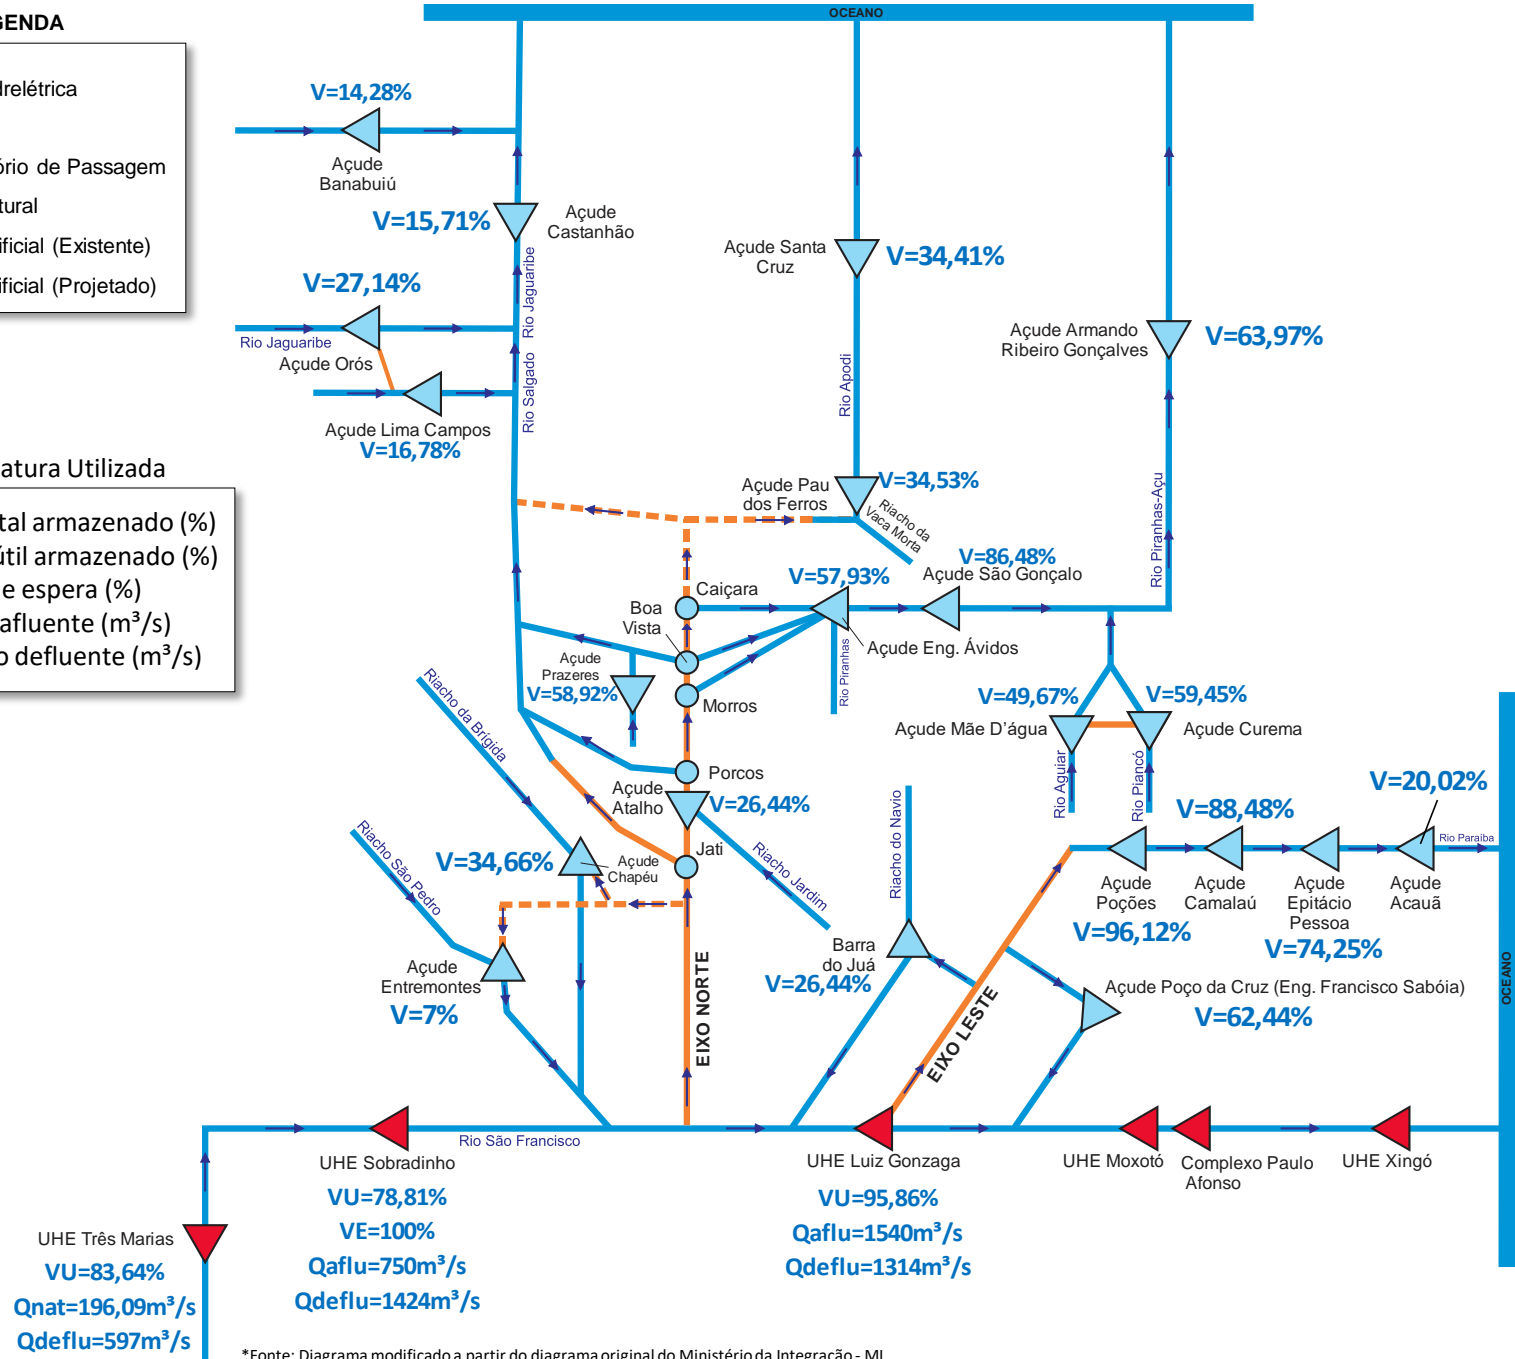 OCEANO
GENDA
drelétrica
ório de Passagem
tural
ificial (Existente)
ificial (Projetado)
V=14,28%
Açude
Banabuiú
V=15,71%
Açude
Castanhão
Rio Jaguaribe
V=27,14%
Rio Jaguaribe
Açude Orós
Rio Salgado
Açude Lima Campos
V=16,78%
Açude Santa
Cruz
V=34,41%
Rio Apodi
Açude Armando
Ribeiro Gonçalves
V=63,97%
Rio Piranhas-Açu
atura Utilizada
tal armazenado (%)
útil armazenado (%)
e espera (%)
afluente (m³/s)
o defluente (m³/s)
Açude Pau
dos Ferros
V=34,53%
Riacho da
Vaca Morta
V=86,48%
Açude São Gonçalo
V=57,93%
Caiçara
Boa
Vista
Açude Eng. Ávidos
Rio Piranhas
Açude
Prazeres
V=58,92%
Morros
Riacho da Brígida
V=49,67%
Açude Mãe D'água
V=59,45%
Açude Curema
Rio Aguiar
Rio Piancó
Porcos
Açude
Atalho
V=26,44%
Riacho do Navio
V=20,02%
V=88,48%
Rio Paraíba
Riacho São Pedro
V=34,66%
Açude
Chapéu
Jati
Riacho Jardim
Açude
Poções
V=96,12%
Açude
Camalaú
Açude
Epitácio
Pessoa
V=74,25%
Açude
Acauã
Açude
Entremontes
V=7%
Barra
do Juá
V=26,44%
Açude Poço da Cruz (Eng. Francisco Sabóia)
V=62,44%
OCEANO
EIXO NORTE
EIXO LESTE
Rio São Francisco
UHE Sobradinho
VU=78,81%
VE=100%
Qaflu=750m³/s
Qdeflu=1424m³/s
UHE Luiz Gonzaga
VU=95,86%
Qaflu=1540m³/s
Qdeflu=1314m³/s
UHE Moxotó
Complexo Paulo
Afonso
UHE Xingó
UHE Três Marias
VU=83,64%
Qnat=196,09m³/s
Qdeflu=597m³/s
*Fonte: Diagrama modificado a partir do diagrama original do Ministério da Integração - MI